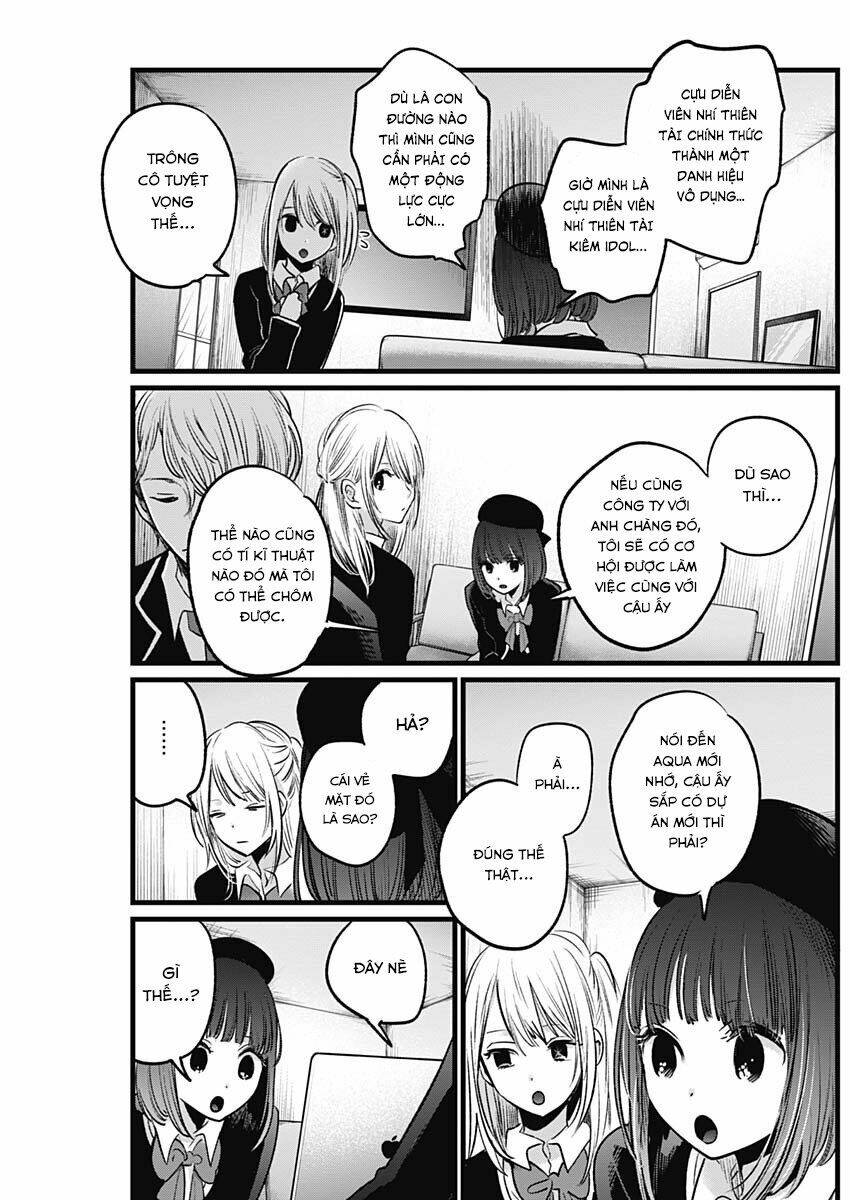 CỰU DIỄN
VIÊN NHÍ THIÊN
TÀI CHÍNH THỨC
THÀNH MỘT
DANH HIỆU
VÔ DỤNG...
GIỜ MÌNH LÀ
CỰU DIỄN VIÊN
NHÍ THIÊN TÀI
KIÊM IDOL...
DÙ LÀ CON
ĐƯỜNG NÀO
THÌ MÌNH CŨNG
CẦN PHẢI CÓ
MỘT ĐỘNG
LỰC CỰC
LỚN...
TRÔNG
CÔ TUYỆT
VỌNG
THẾ...
DÙ SAO
THÌ...
NẾU CÙNG
CÔNG TY VỚI
ANH CHÀNG ĐÓ,
TÔI SẼ CÓ CƠ
HỘI ĐƯỢC LÀM
VIỆC CÙNG VỚI
CẬU ẤY
THỂ NÀO CŨNG
CÓ TÍ KĨ THUẬT
NÀO ĐÓ MÀ TÔI
CÓ THỂ CHÔM
ĐƯỢC.
HẢ?
CÁI VẺ
MẶT ĐÓ
LÀ SAO?
.......
NÓI ĐẾN
AQUA MỚI
NHỚ, CẬU ẤY
SẮP CÓ DỰ
ÁN MỚI THÌ
PHẢI?
À
PHẢI...
ĐÚNG THẾ
THẬT...
ĐÂY NÈ
GÌ
THẾ...?